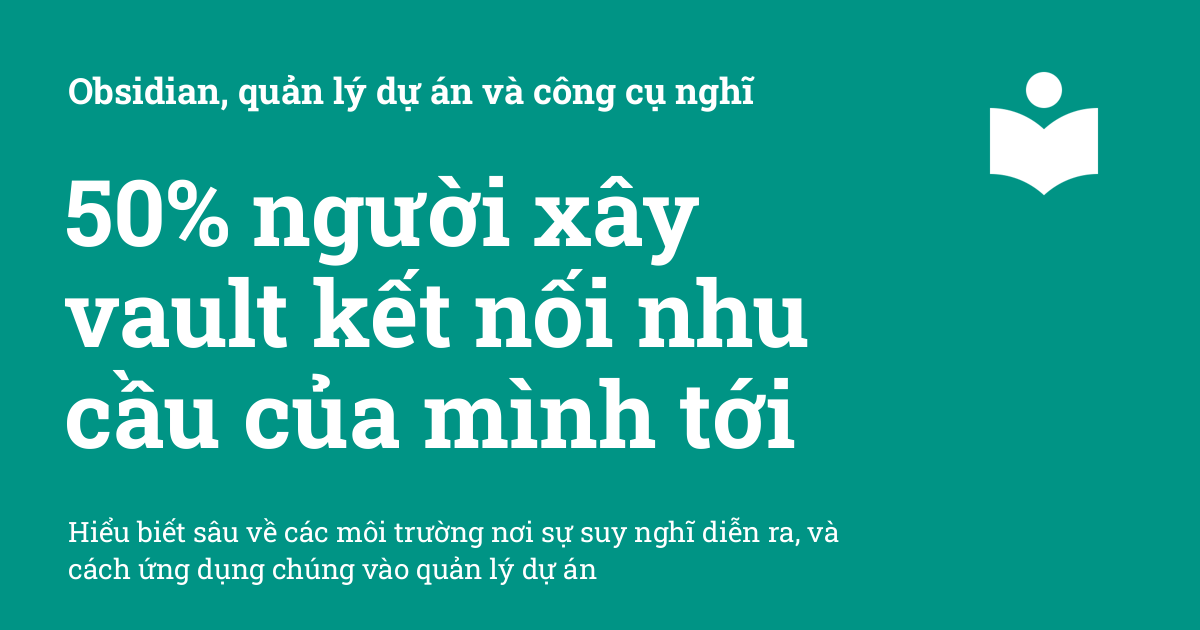 Obsidian, quản lý dự án và công cụ nghĩ
50% người xây
vault kết nối nhu
cầu của mình tới
Hiểu biết sâu về các môi trường nơi sự suy nghĩ diễn ra, và
cách ứng dụng chúng vào quản lý dự án